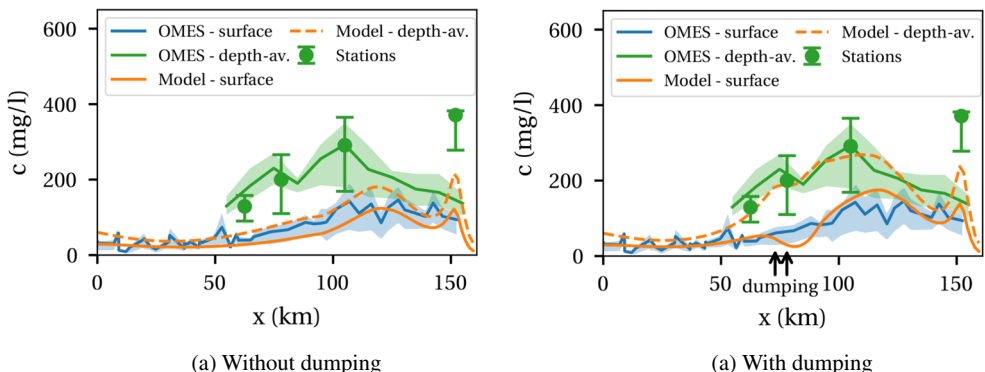 600
400
200
0
c (mg/l)
OMES - surface
OMES - depth-av.
Model - surface
Model - depth-av.
Stations
0 50 100 150
x (km)
(a) Without dumping
600
400
200
0
c (mg/l)
OMES - surface
OMES - depth-av.
Model - surface
Model - depth-av.
Stations
dumping
0 50 100 150
x (km)
(a) With dumping